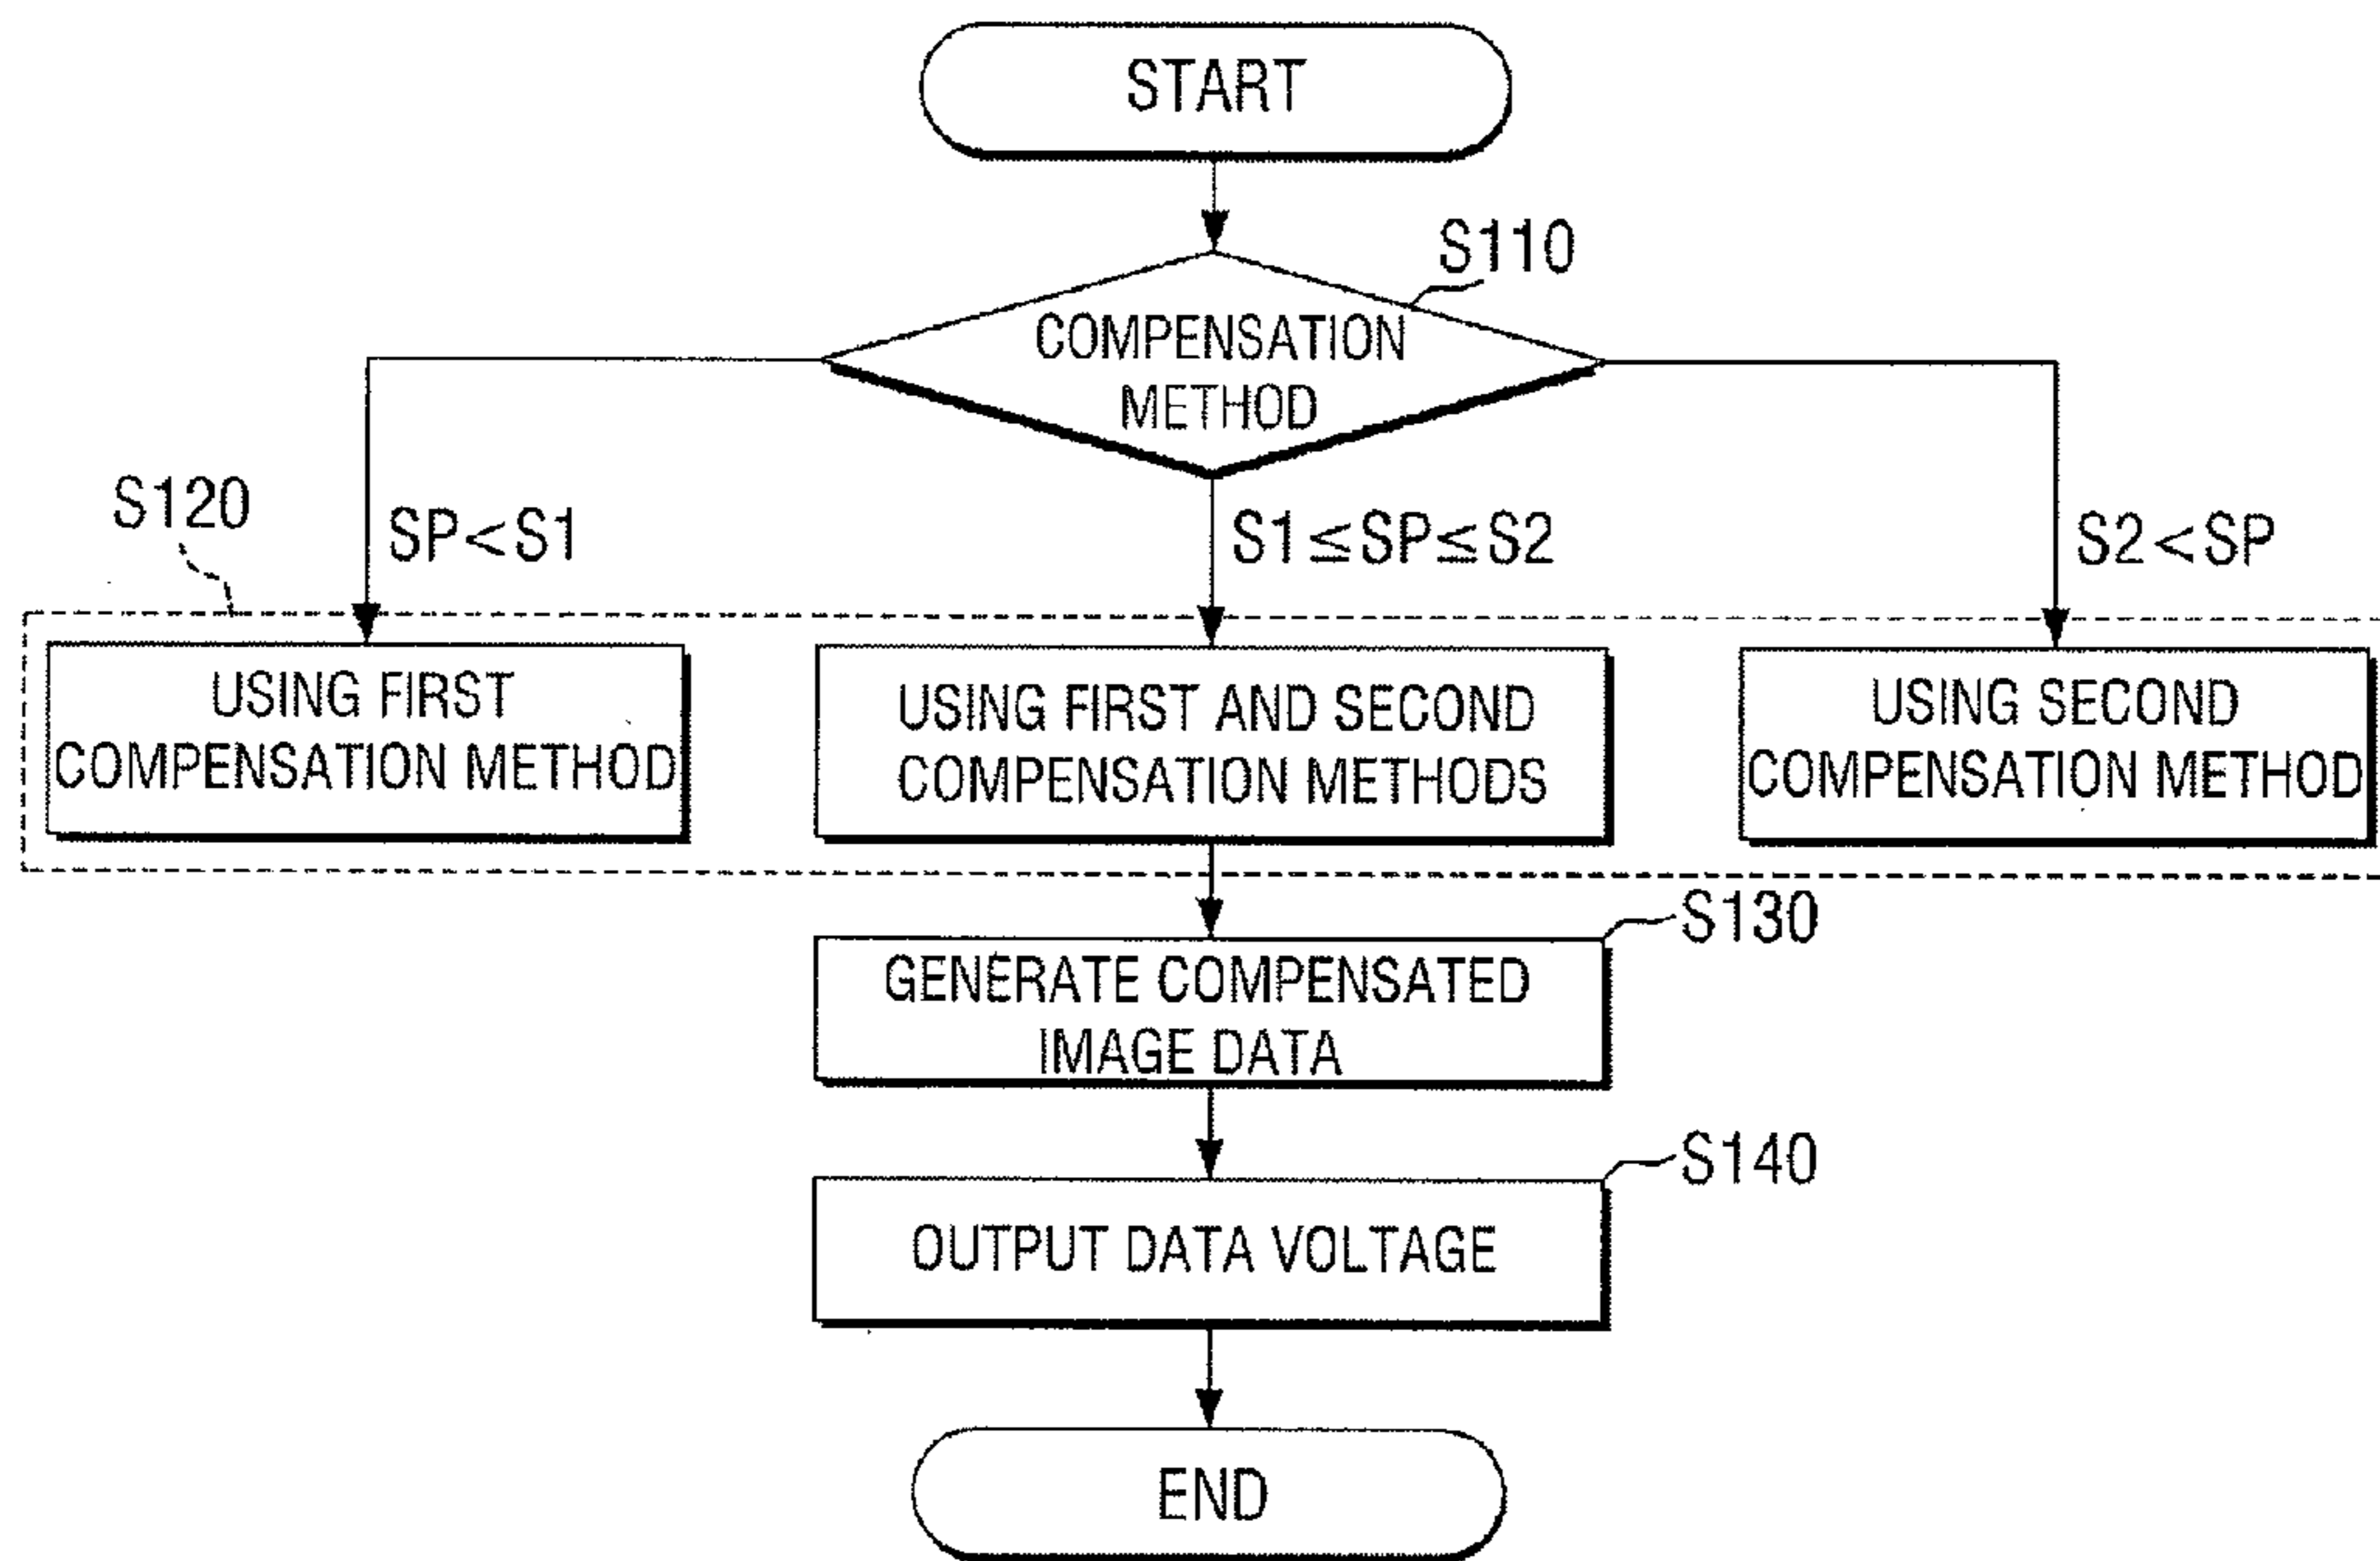 START
S110
COMPENSATION
METHOD
S120
SP<S1
S1≤SP≤S2
S2<SP
USING FIRST
COMPENSATION METHOD
USING FIRST AND SECOND
COMPENSATION METHODS
USING SECOND
COMPENSATION METHOD
S130
GENERATE COMPENSATED
IMAGE DATA
S140
OUTPUT DATA VOLTAGE
END